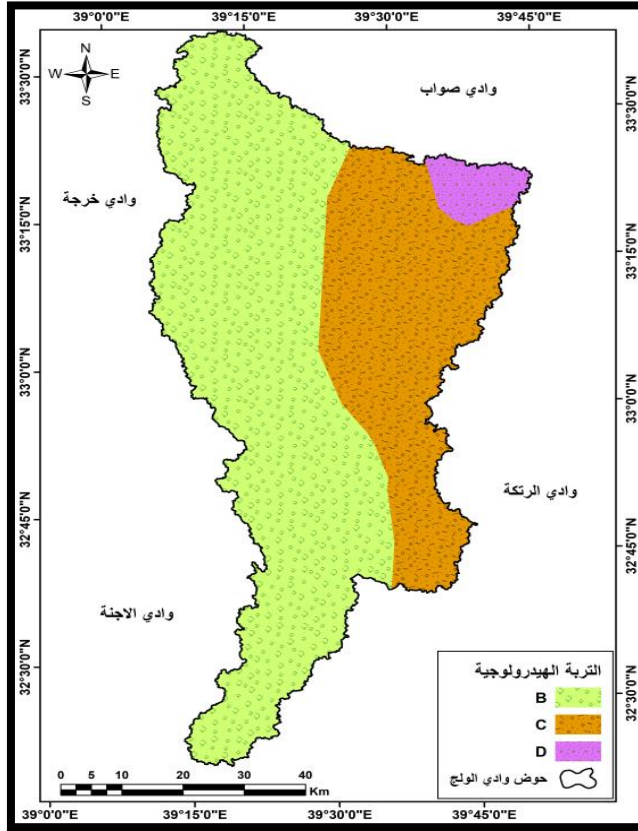 39°0'0"E 39°15'0"E 39°30'0"E 39°45'0"E
N
W E
S
33°30'0"N
33°30'0"N
وادي صواب
وادي خرجة
33°15'0"N
33°15'0"N
33°0'0"N
33°0'0"N
وادي الرتكة
32°45'0"N
32°45'0"N
وادي الاجنة
32°30'0"N
32°30'0"N
التربة الهيدرولوجية
B
C
D
حوض وادي الولج
0 5 10 20 30 40
Km
39°0'0"E 39°15'0"E 39°30'0"E 39°45'0"E